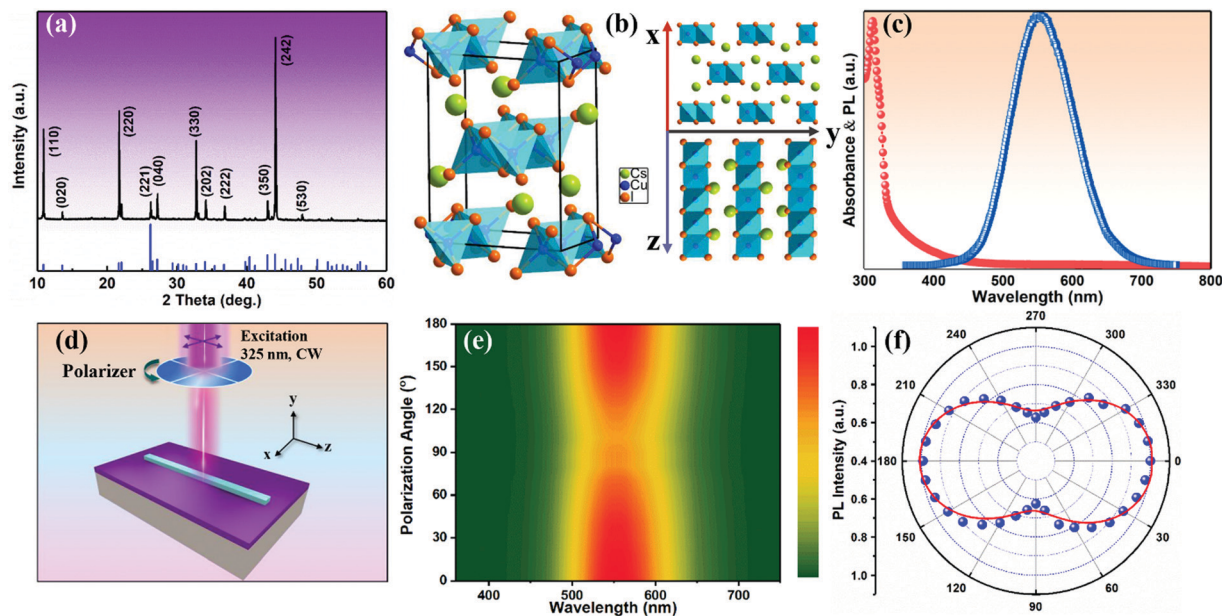 (a)
Intensity (a.u.)
(110)
(020)
(220)
(221)
(040)
(330)
(202)
(222)
(350)
(242)
(530)
10 20 30 40 50 60
2 Theta (deg.)
(b)
Cs
Cu
I
x
y
z
(c)
Absorbance & PL (a.u.)
300 400 500 600 700 800
Wavelength (nm)
(d)
Excitation
325 nm, CW
Polarizer
y
x
z
(e)
Polarization Angle (°)
180
150
120
90
60
30
0
400 500 600 700
Wavelength (nm)
(f)
PL Intensity (a.u.)
1.1
1.0
0.8
0.6
0.4
0.6
0.8
1.0
1.1
270
240
300
210
330
180
0
150
30
120
60
90